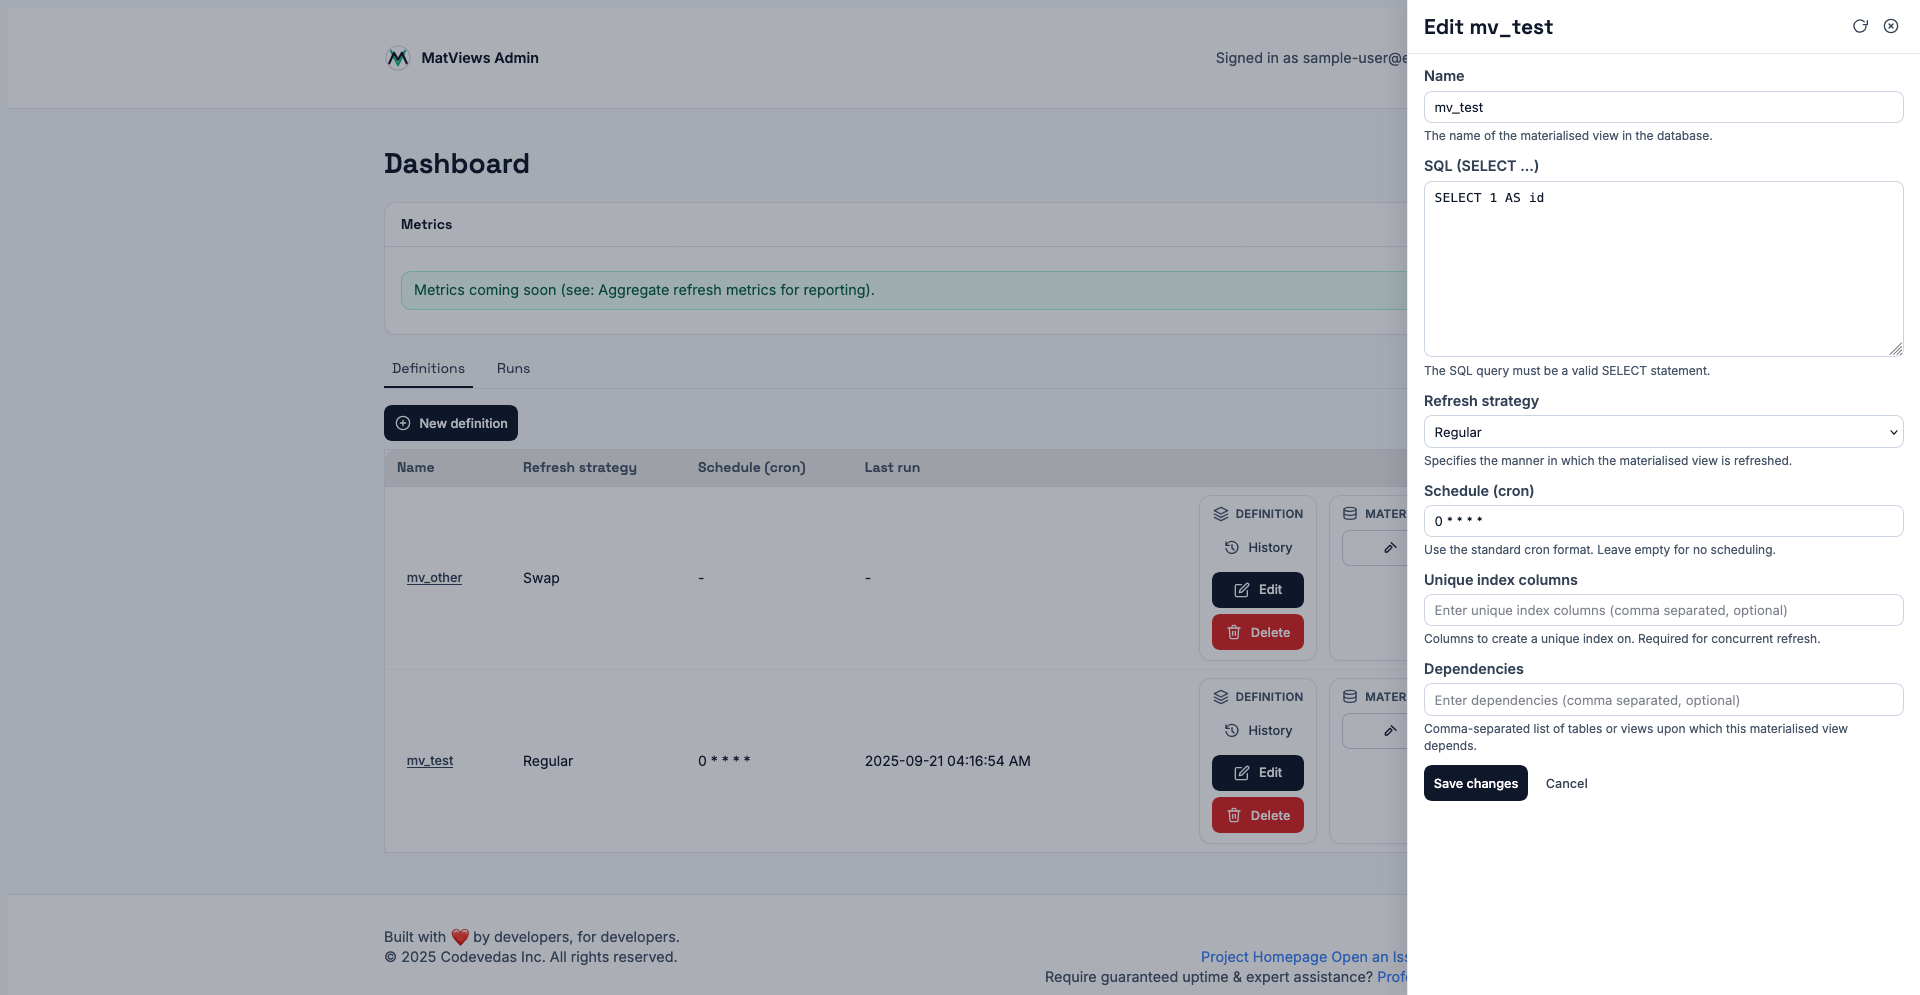 MatViews Admin
Signed in as sample-user@e
Dashboard
Metrics
Metrics coming soon (see: Aggregate refresh metrics for reporting).
Definitions Runs
New definition
Name Refresh strategy Schedule (cron) Last run
mv_other Swap - -
DEFINITION
History
Edit
Delete
MATER
mv_test Regular 0 * * * * 2025-09-21 04:16:54 AM
DEFINITION
History
Edit
Delete
MATER
Built with ❤️ by developers, for developers.
© 2025 Codevedas Inc. All rights reserved.
Project Homepage Open an Iss
Require guaranteed uptime & expert assistance? Profe
Edit mv_test
Name
mv_test
The name of the materialised view in the database.
SQL (SELECT ...)
SELECT 1 AS id
The SQL query must be a valid SELECT statement.
Refresh strategy
Regular
Specifies the manner in which the materialised view is refreshed.
Schedule (cron)
0 * * * *
Use the standard cron format. Leave empty for no scheduling.
Unique index columns
Enter unique index columns (comma separated, optional)
Columns to create a unique index on. Required for concurrent refresh.
Dependencies
Enter dependencies (comma separated, optional)
Comma-separated list of tables or views upon which this materialised view
depends.
Save changes Cancel